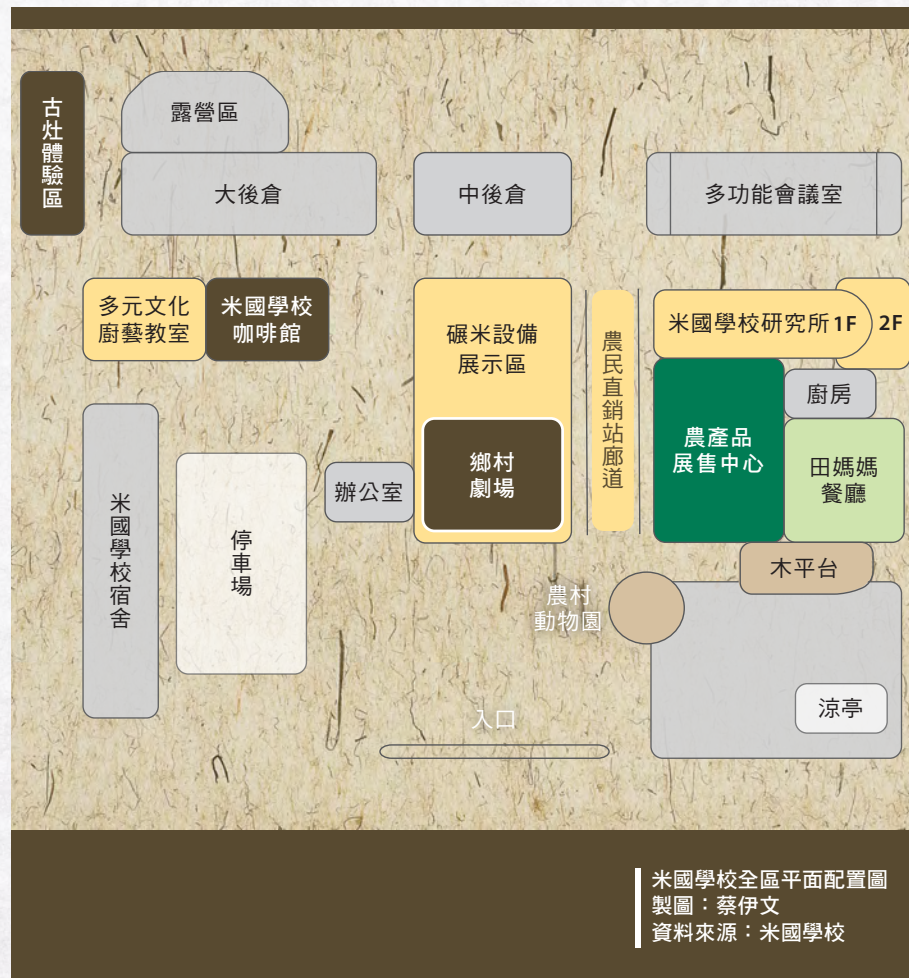 古灶體驗區
露營區
大後倉
中後倉
多功能會議室
多元文化
廚藝教室
米國學校
咖啡館
碾米設備
展示區
農民直銷站廊道
米國學校研究所 1F
2F
廚房
農產品
展售中心
田媽媽
餐廳
鄉村
劇場
辦公室
米國學校宿舍
停車場
木平台
農村
動物園
涼亭
入口
米國學校全區平面配置圖
製圖：蔡伊文
資料來源：米國學校